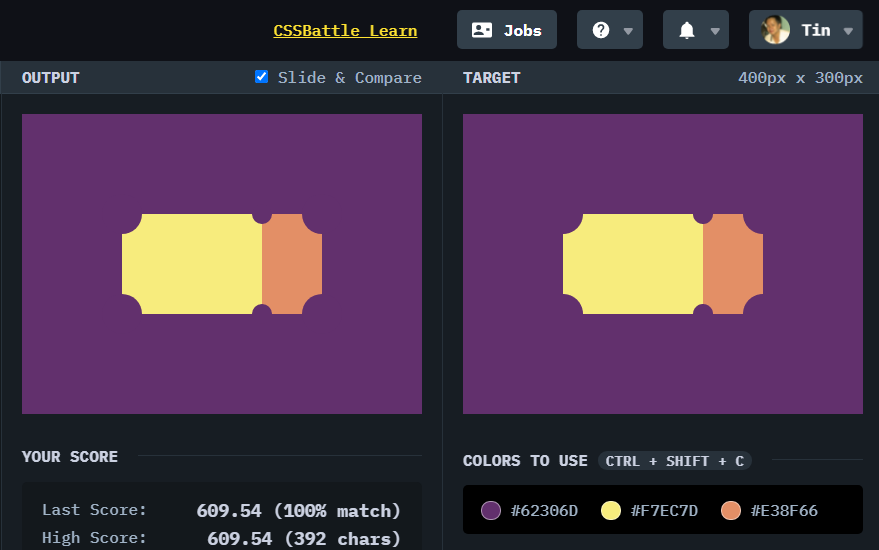 CSSBattle Learn Jobs ? Tin
OUTPUT Slide & Compare TARGET 400px x 300px
YOUR SCORE COLORS TO USE CTRL + SHIFT + C
Last Score: 609.54 (100% match) #62306D #F7EC7D #E38F66
High Score: 609.54 (392 chars)